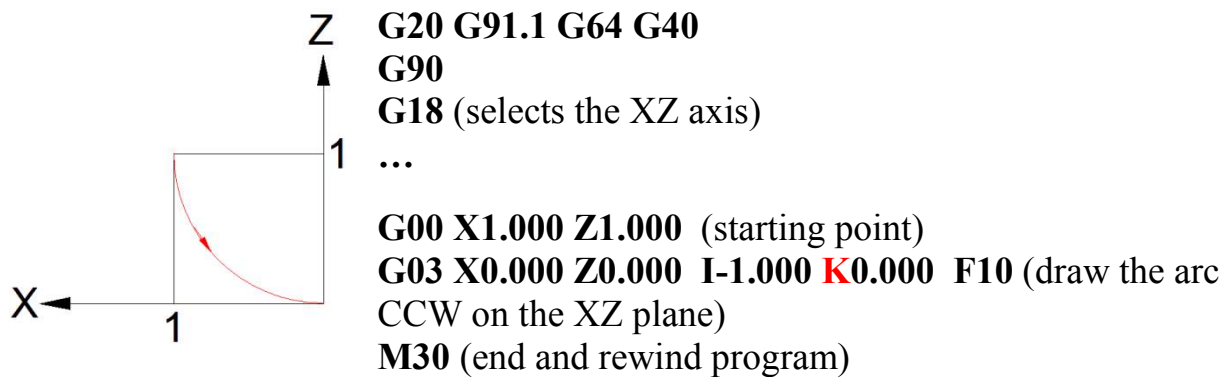 Z
1
X
1
G20 G91.1 G64 G40
G90
G18 (selects the XZ axis)
…
G00 X1.000 Z1.000 (starting point)
G03 X0.000 Z0.000 I-1.000 K0.000 F10 (draw the arc
CCW on the XZ plane)
M30 (end and rewind program)